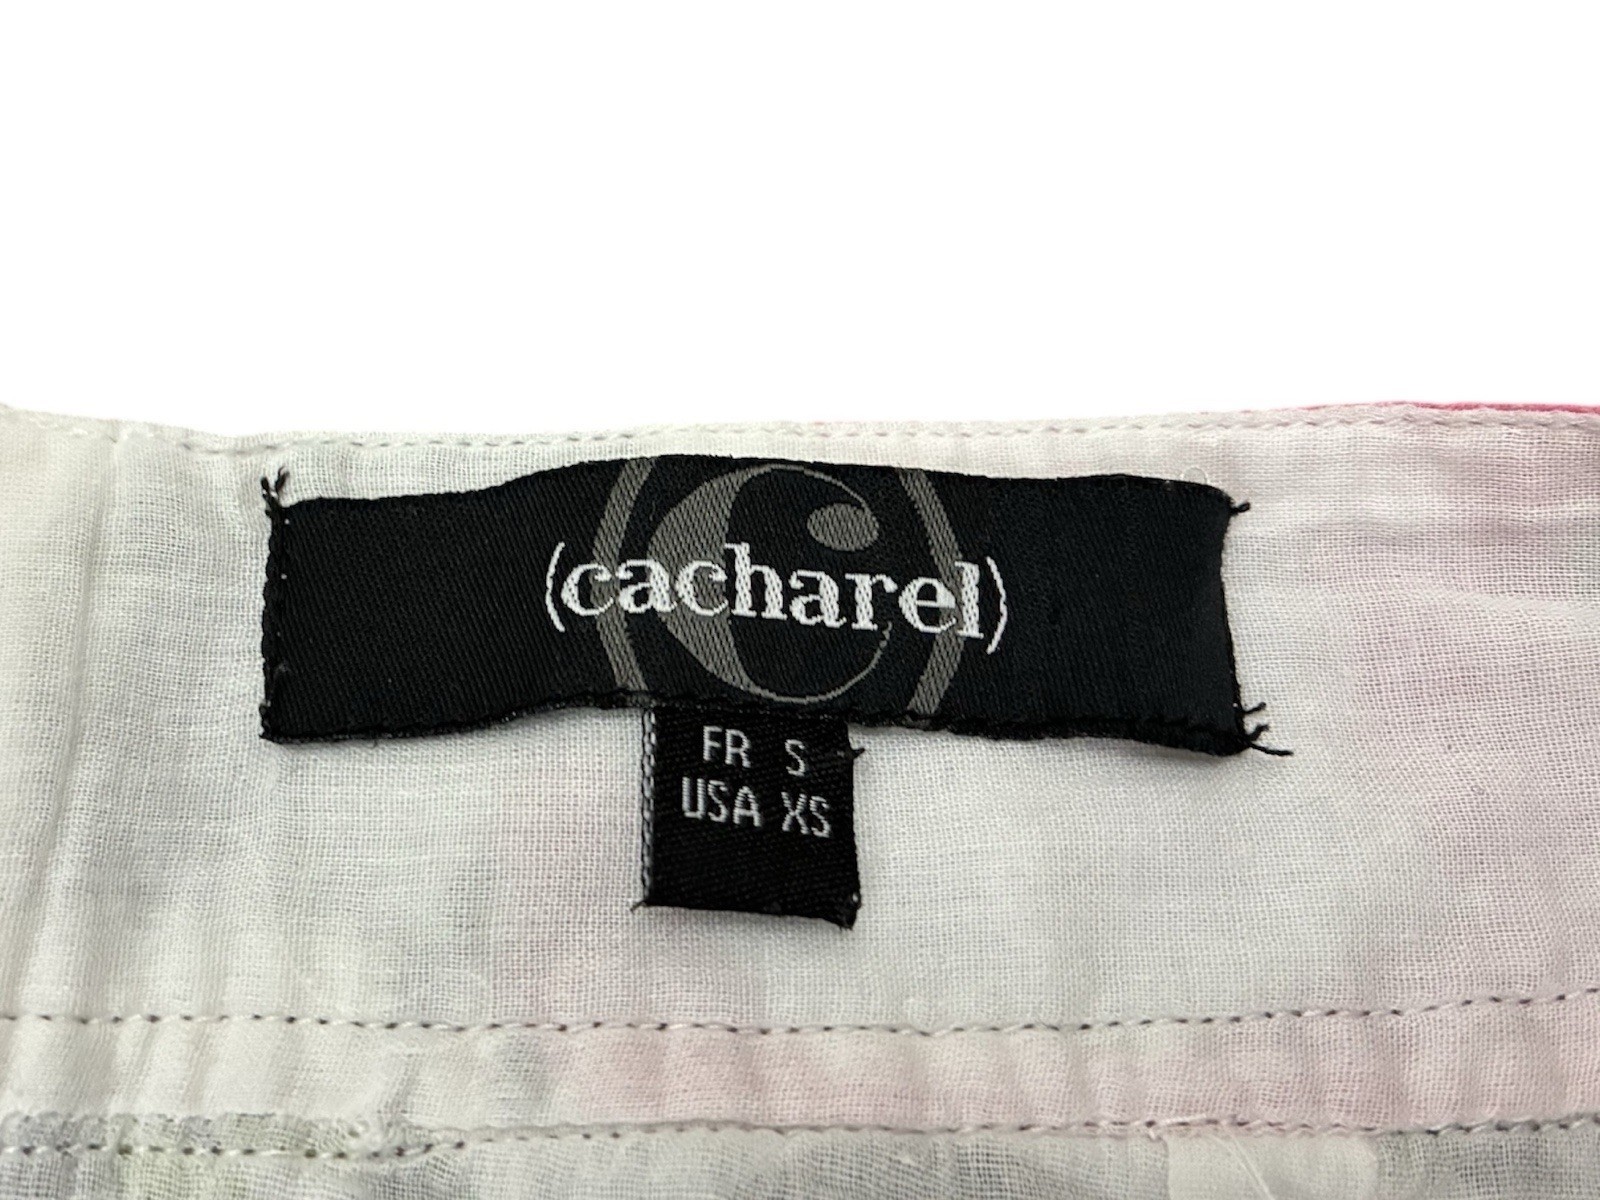 (cacharel)
FR S
USA XS